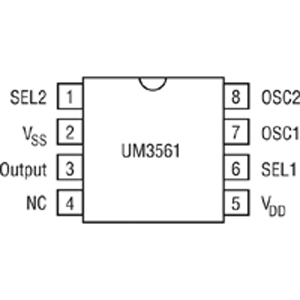 SEL2 1 8 OSC2
VSS 2 7 OSC1
UM3561
Output 3 6 SEL1
NC 4 5 VDD